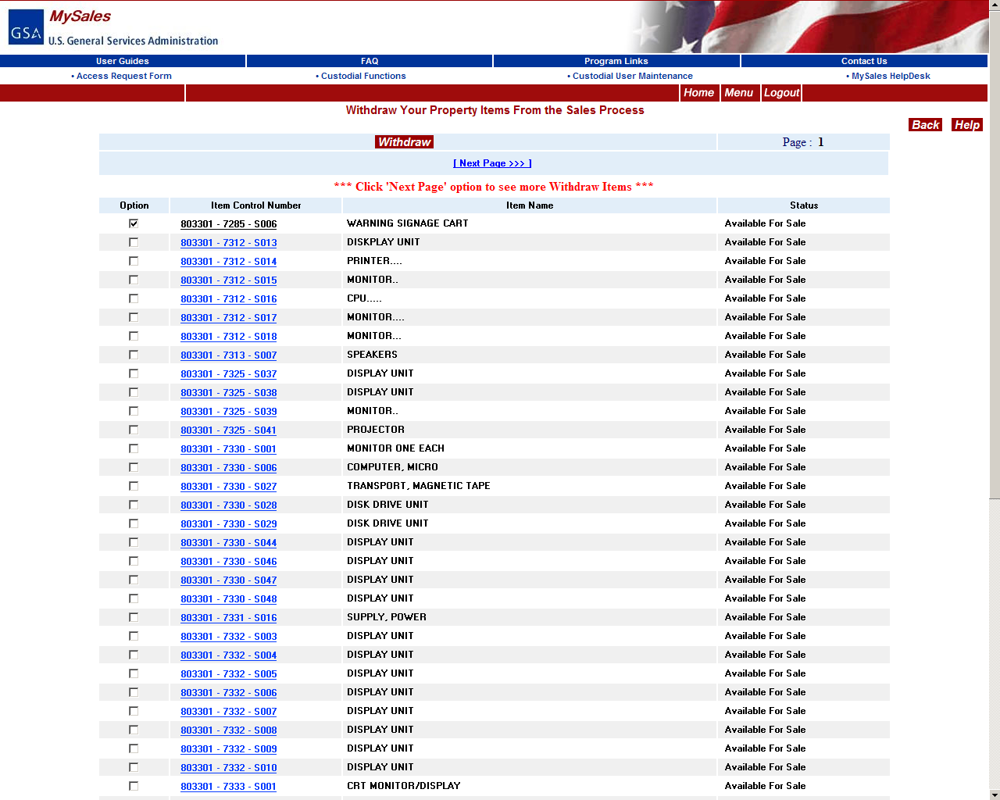 MySales
GSA
U.S. General Services Administration
User Guides FAQ Program Links Contact Us
• Access Request Form • Custodial Functions • Custodial User Maintenance • MySales HelpDesk
Home Menu Logout
Withdraw Your Property Items From the Sales Process
Back Help
Withdraw Page : 1
[ Next Page >>> ]
*** Click 'Next Page' option to see more Withdraw Items ***
Option Item Control Number Item Name Status
803301 - 7285 - S006 WARNING SIGNAGE CART Available For Sale
803301 - 7312 - S013 DISKPLAY UNIT Available For Sale
803301 - 7312 - S014 PRINTER.... Available For Sale
803301 - 7312 - S015 MONITOR.. Available For Sale
803301 - 7312 - S016 CPU..... Available For Sale
803301 - 7312 - S017 MONITOR.... Available For Sale
803301 - 7312 - S018 MONITOR... Available For Sale
803301 - 7313 - S007 SPEAKERS Available For Sale
803301 - 7325 - S037 DISPLAY UNIT Available For Sale
803301 - 7325 - S038 DISPLAY UNIT Available For Sale
803301 - 7325 - S039 MONITOR.. Available For Sale
803301 - 7325 - S041 PROJECTOR Available For Sale
803301 - 7330 - S001 MONITOR ONE EACH Available For Sale
803301 - 7330 - S006 COMPUTER, MICRO Available For Sale
803301 - 7330 - S027 TRANSPORT, MAGNETIC TAPE Available For Sale
803301 - 7330 - S028 DISK DRIVE UNIT Available For Sale
803301 - 7330 - S029 DISK DRIVE UNIT Available For Sale
803301 - 7330 - S044 DISPLAY UNIT Available For Sale
803301 - 7330 - S046 DISPLAY UNIT Available For Sale
803301 - 7330 - S047 DISPLAY UNIT Available For Sale
803301 - 7330 - S048 DISPLAY UNIT Available For Sale
803301 - 7331 - S016 SUPPLY, POWER Available For Sale
803301 - 7332 - S003 DISPLAY UNIT Available For Sale
803301 - 7332 - S004 DISPLAY UNIT Available For Sale
803301 - 7332 - S005 DISPLAY UNIT Available For Sale
803301 - 7332 - S006 DISPLAY UNIT Available For Sale
803301 - 7332 - S007 DISPLAY UNIT Available For Sale
803301 - 7332 - S008 DISPLAY UNIT Available For Sale
803301 - 7332 - S009 DISPLAY UNIT Available For Sale
803301 - 7332 - S010 DISPLAY UNIT Available For Sale
803301 - 7333 - S001 CRT MONITOR/DISPLAY Available For Sale